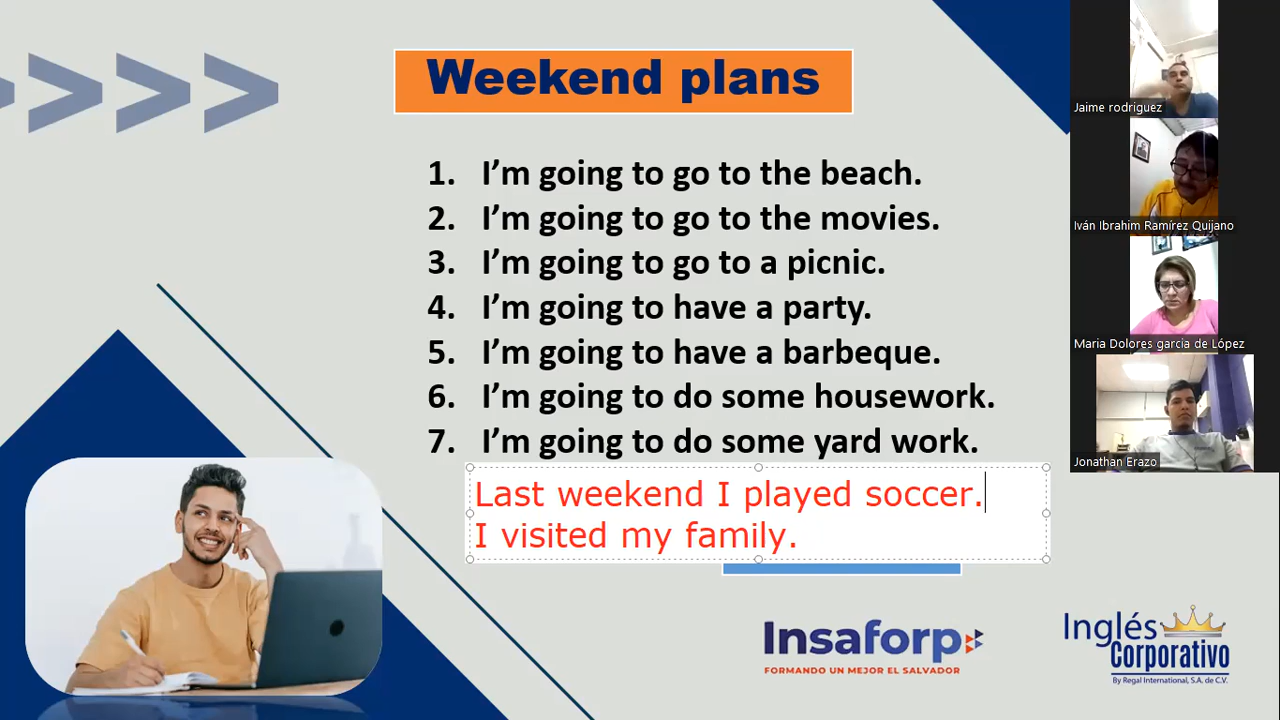 Weekend plans
1. I'm going to go to the beach.
2. I'm going to go to the movies.
3. I'm going to go to a picnic.
4. I'm going to have a party.
5. I'm going to have a barbeque.
6. I'm going to do some housework.
7. I'm going to do some yard work.
Last weekend I played soccer.
I visited my family.
Insaforp
FORMANDO UN MEJOR EL SALVADOR
Inglés
Corporativo
By Regal International, S.A. de C.V.
Jaime rodriguez
Iván Ibrahim Ramírez Quijano
Maria Dolores garcía de López
Jonathan Erazo